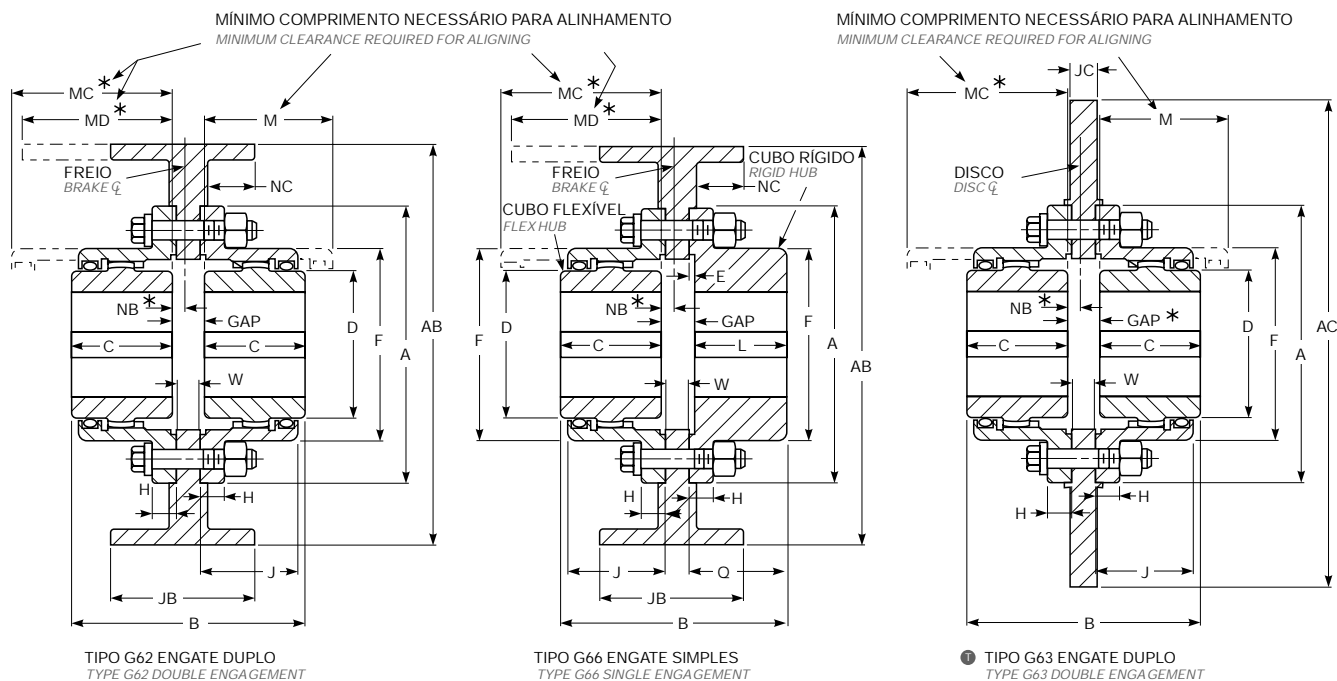 MÍNIMO COMPRIMENTO NECESSÁRIO PARA ALINHAMENTO
MINIMUM CLEARANCE REQUIRED FOR ALIGNING
MC*
MD*
M
FREIO
BRAKE ℄
NC
NB*
GAP
C
C
W
D
F
A
AB
H
H
J
JB
B
TIPO G62 ENGATE DUPLO
TYPE G62 DOUBLE ENGAGEMENT
MC*
MD*
FREIO
BRAKE ℄
NC
CUBO RÍGIDO
RIGID HUB
CUBO FLEXÍVEL
FLEX HUB
E
NB*
GAP
F
D
C
L
W
F
A
AB
H
H
J
Q
JB
B
TIPO G66 ENGATE SIMPLES
TYPE G66 SINGLE ENGAGEMENT
MÍNIMO COMPRIMENTO NECESSÁRIO PARA ALINHAMENTO
MINIMUM CLEARANCE REQUIRED FOR ALIGNING
JC
MC*
M
DISCO
DISC ℄
NB*
GAP *
C
C
W
D
F
A
AC
H
H
J
B
T TIPO G63 ENGATE DUPLO
TYPE G63 DOUBLE ENGAGEMENT